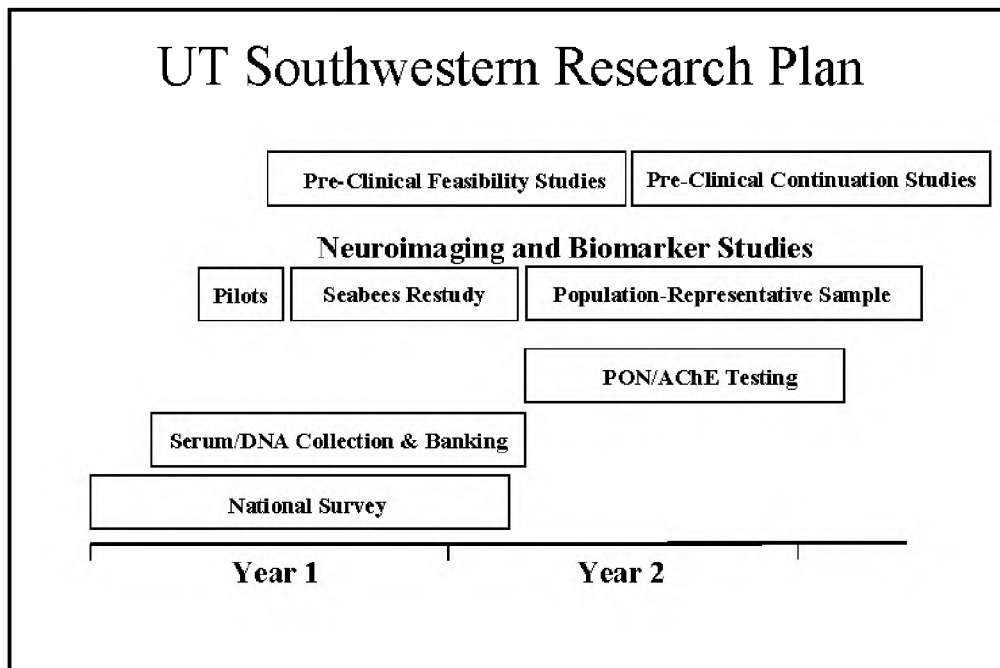 UT Southwestern Research Plan
Pre-Clinical Feasibility Studies
Pre-Clinical Continuation Studies
Neuroimaging and Biomarker Studies
Pilots
Seabees Restudy
Population-Representative Sample
PON/AChE Testing
Serum/DNA Collection & Banking
National Survey
Year 1
Year 2